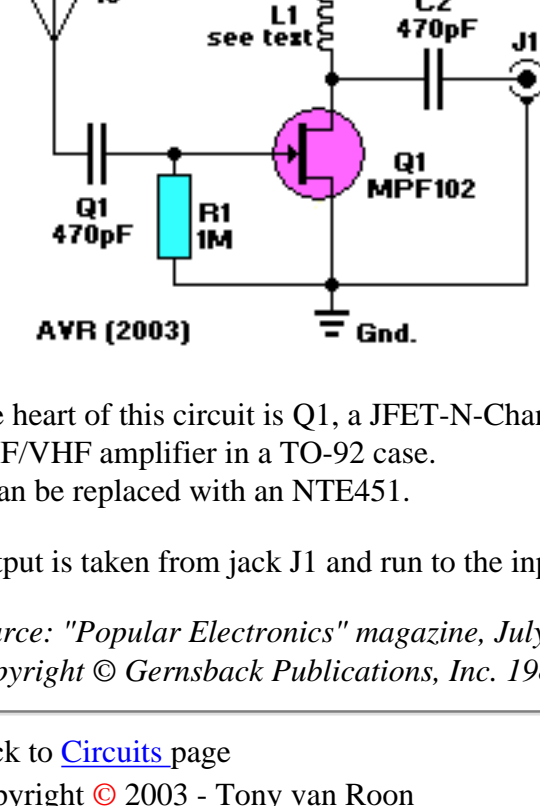 L1
see text
C2
470pF
J1
Q1
470pF
R1
1M
Q1
MPF102
AVR (2003)
Gnd.
heart of this circuit is Q1, a JFET-N-Chan
F/VHF amplifier in a TO-92 case.
an be replaced with an NTE451.
tput is taken from jack J1 and run to the inp
rce: "Popular Electronics" magazine, July
pyright © Gernsback Publications, Inc. 19
ck to Circuits page
pyright © 2003 - Tony van Roon